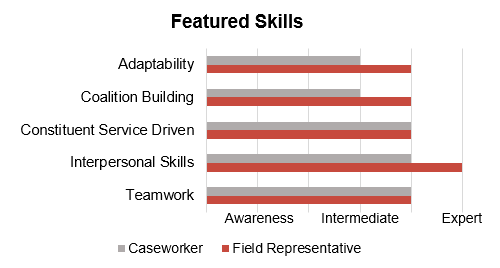 Featured Skills
Adaptability
Coalition Building
Constituent Service Driven
Interpersonal Skills
Teamwork
Awareness Intermediate Expert
Caseworker Field Representative